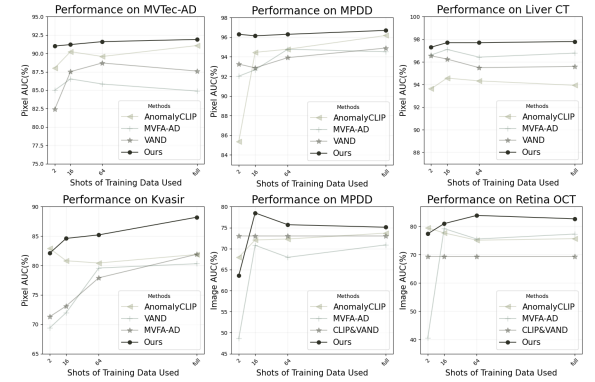 Performance on MVTec-AD
Pixel AUC(%)
95.0
92.5
90.0
87.5
85.0
82.5
80.0
77.5
75.0
Methods
AnomalyCLIP
MVFA-AD
VAND
Ours
2
16
64
full
Shots of Training Data Used
Performance on MPDD
Pixel AUC(%)
98
96
94
92
90
88
86
84
Methods
AnomalyCLIP
MVFA-AD
VAND
Ours
2
16
64
full
Shots of Training Data Used
Performance on Liver CT
Pixel AUC(%)
100
98
96
94
92
90
88
Methods
AnomalyCLIP
MVFA-AD
VAND
Ours
2
16
64
full
Shots of Training Data Used
Performance on Kvasir
Pixel AUC(%)
90
85
80
75
70
65
Methods
AnomalyCLIP
VAND
MVFA-AD
Ours
2
16
64
full
Shots of Training Data Used
Performance on MPDD
Image AUC(%)
85
80
75
70
65
60
55
50
45
Methods
AnomalyCLIP
MVFA-AD
CLIP&VAND
Ours
2
16
64
full
Shots of Training Data Used
Performance on Retina OCT
Image AUC(%)
80
70
60
50
40
Methods
AnomalyCLIP
MVFA-AD
CLIP&VAND
Ours
2
16
64
full
Shots of Training Data Used